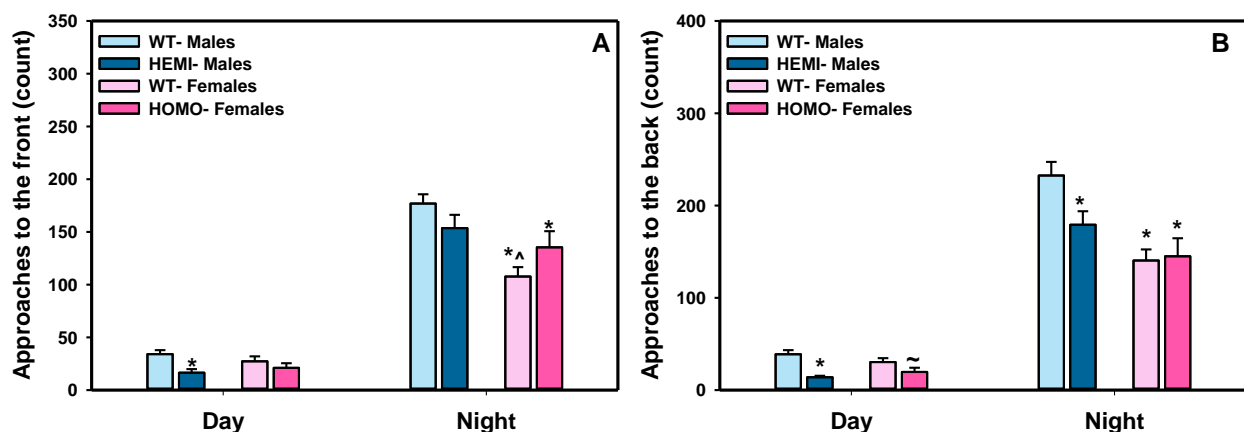 Approaches to the front (count)
350
300
250
200
150
100
50
0
WT- Males
HEMI- Males
WT- Females
HOMO- Females
A
*
*^
*
Day
Night
Approaches to the back (count)
400
300
200
100
0
WT- Males
HEMI- Males
WT- Females
HOMO- Females
B
*
~
*
*
*
Day
Night